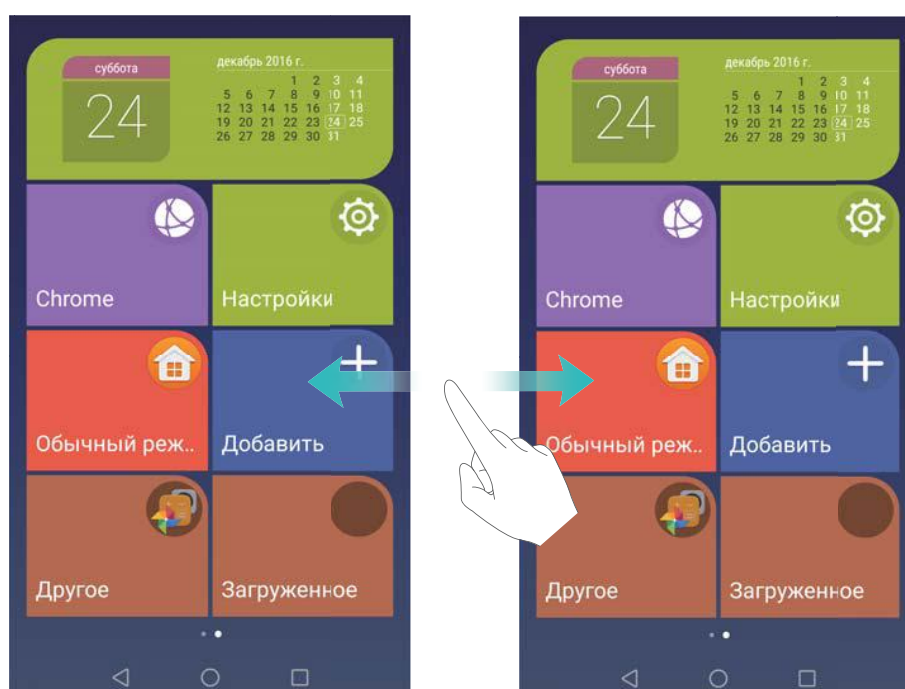 суббота
24
декабрь 2016 г.
1 2 3 4
5 6 7 8 9 10 11
12 13 14 15 16 17 18
19 20 21 22 23 24 25
26 27 28 29 30 31
Chrome
Настройки
Обычный реж..
Добавить
Другое
Загруженное
суббота
24
декабрь 2016 г.
1 2 3 4
5 6 7 8 9 10 11
12 13 14 15 16 17 18
19 20 21 22 23 24 25
26 27 28 29 30 31
Chrome
Настройки
Обычный реж..
Добавить
Другое
Загруженное